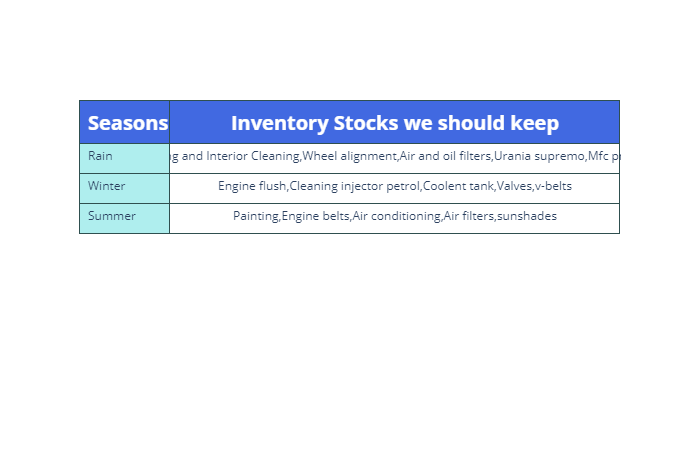 Seasons Inventory Stocks we should keep
Rain and Interior Cleaning,Wheel alignment,Air and oil filters,Urania supremo,Mfc
Winter Engine flush,Cleaning injector petrol,Coolent tank,Valves,v-belts
Summer Painting,Engine belts,Air conditioning,Air filters,sunshades